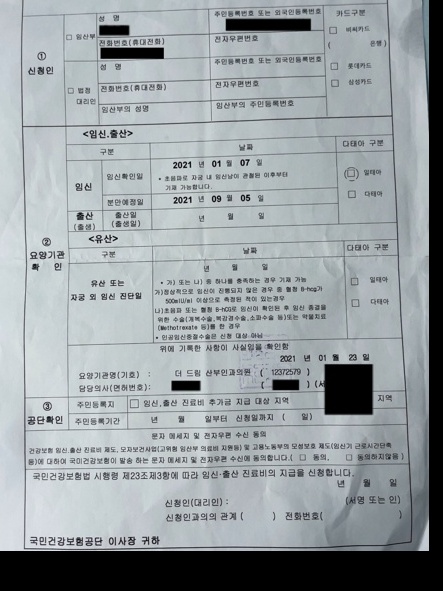 성 명
주민등록번호 또는 외국인등록번호
카드구분
□ 임산부
전화번호(휴대전화)
전자우편번호
□ 비씨카드
( 은행)
①
신청인
성 명
주민등록번호 또는 외국인등록번호
□ 롯데카드
□ 법정
대리인
전화번호(휴대전화)
전자우편번호
□ 삼성카드
임산부의 성명
임산부의 주민등록번호
<임신.출산>
구분
날짜
다태아 구분
임신
임신확인일
2021 년 01 월 07 일
* 초음파로 자궁 내 임신낭이 관찰된 이후부터
기재 가능합니다.
일태아
□ 다태아
분만예정일
2021 년 09 월 05 일
출산
(출생)
출산일
(출생일)
년 월 일
②
요양기관
확 인
<유산>
구분
날짜
다태아 구분
유산 또는
자궁 외 임신 진단일
년 월 일
* 가) 또는 나) 중 하나를 충족하는 경우 기재 가능
가)정상적으로 임신이 진행되지 않은 경우 중 혈청 B-hcg가
500mIU/ml 이상으로 측정된 적이 있는경우
나)초음파 또는 혈청 B-hCG로 임신이 확인된 후 임신 종결을
위한 수술(개복수술,복강경수술,소파수술 등)또는 약물치료
(Methotrexate 등)를 한 경우
* 인공임신중절수술은 신청 대상 아님
□ 일태아
□ 다태아
위에 기록한 사항이 사실임을 확인함
2021 년 01 월 23 일
요양기관명(기호) : 더 드림 산부인과의원 ( 12372579 )
담당의사(면허번호):
③
공단확인
주민등록지
□ 임신,출산 진료비 추가금 지급 대상 지역
지역
주민등록기간
년 월 일부터 신청일까지 ( 일)
문자 메세지 및 전자우편 수신 동의
건강보험 임신,출산 진료비 제도, 모자보건사업(고위험 임산부 의료비 지원등) 및 고용노동부의 모성보호 제도(임신기 근로시간단축
등)에 대하여 국민건강보험이 발송 하는 문자 메세지 및 전자우편 수신에 동의합니다.( □ 동의, □ 동의하지않음 )
국민건강보험법 시행령 제23조제3항에 따라 임신·출산 진료비의 지급을 신청합니다.
년 월 일
신청인(대리인) : (서명 또는 인)
신청인과의의 관계 ( ) 전화번호( )
국민건강보험공단 이사장 귀하